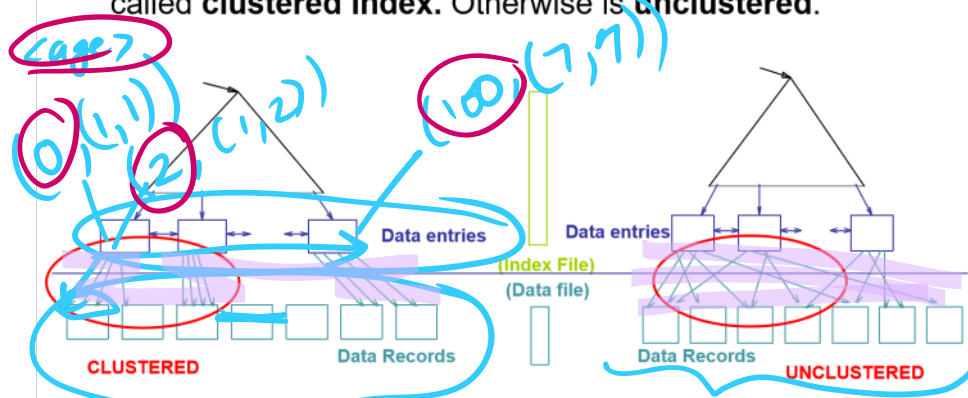 called clustered index. Otherwise is unclustered.
<age>
(0, (1,1))
(2, (1,2))
(100, (7,7))
Data entries
Data entries
(Index File)
(Data file)
Data Records
Data Records
CLUSTERED
UNCLUSTERED